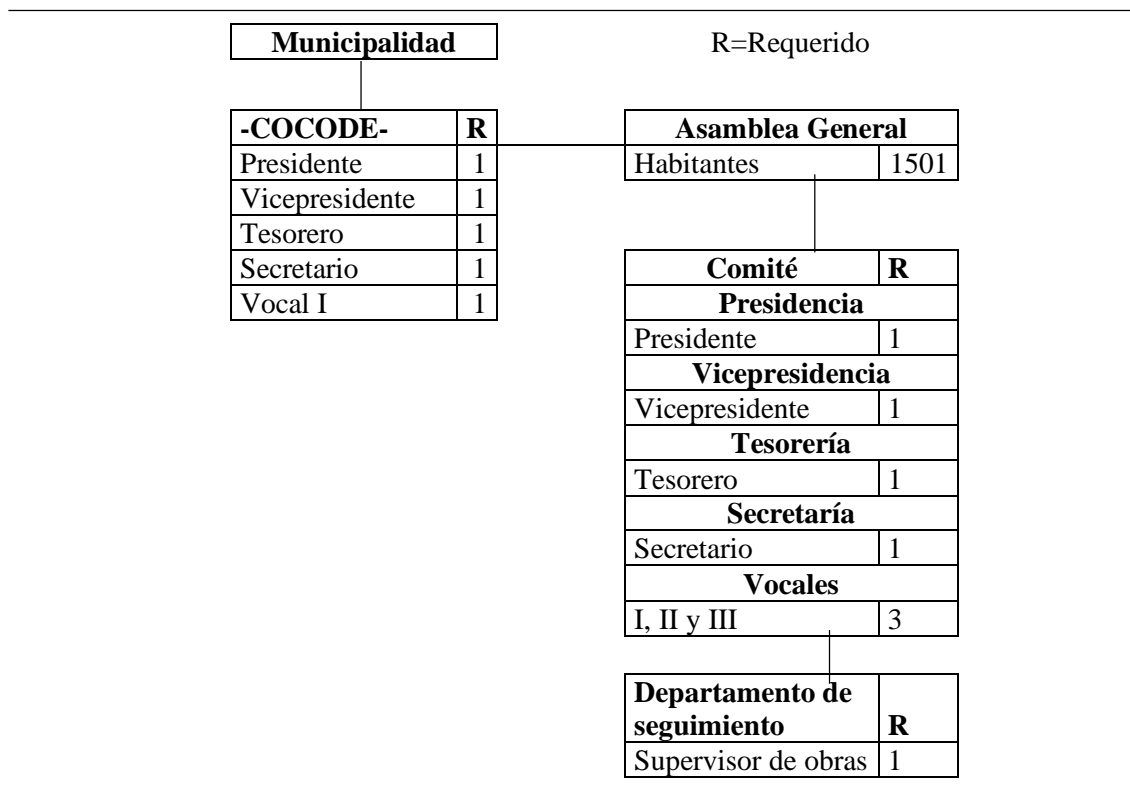 Municipalidad
R=Requerido
-COCODE- R
Presidente 1
Vicepresidente 1
Tesorero 1
Secretario 1
Vocal I 1
Asamblea General
Habitantes 1501
Comité R
Presidencia
Presidente 1
Vicepresidencia
Vicepresidente 1
Tesorería
Tesorero 1
Secretaría
Secretario 1
Vocales
I, II y III 3
Departamento de
seguimiento R
Supervisor de obras 1